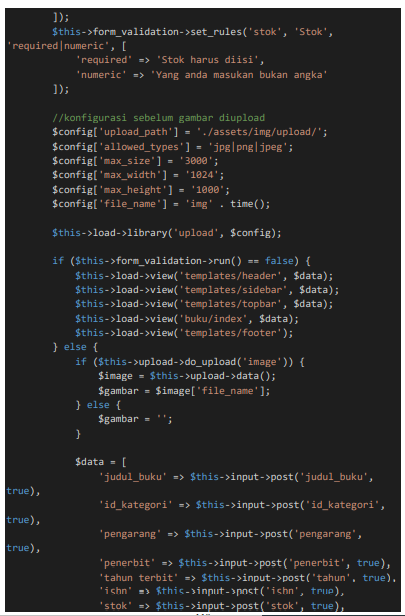 ]);
$this->form_validation->set_rules('stok', 'Stok',
'required|numeric', [
'required' => 'Stok harus diisi',
'numeric' => 'Yang anda masukan bukan angka'
]);
//konfigurasi sebelum gambar diupload
$config['upload_path'] = './assets/img/upload/';
$config['allowed_types'] = 'jpg|png|jpeg';
$config['max_size'] = '3000';
$config['max_width'] = '1024';
$config['max_height'] = '1000';
$config['file_name'] = 'img' . time();
$this->load->library('upload', $config);
if ($this->form_validation->run() == false) {
$this->load->view('templates/header', $data);
$this->load->view('templates/sidebar', $data);
$this->load->view('templates/topbar', $data);
$this->load->view('buku/index', $data);
$this->load->view('templates/footer');
} else {
if ($this->upload->do_upload('image')) {
$image = $this->upload->data();
$gambar = $image['file_name'];
} else {
$gambar = '';
}
$data = [
'judul_buku' => $this->input->post('judul_buku',
true),
'id_kategori' => $this->input->post('id_kategori',
true),
'pengarang' => $this->input->post('pengarang',
true),
'penerbit' => $this->input->post('penerbit', true),
'tahun_terbit' => $this->input->post('tahun', true),
'isbn' => $this->input->post('isbn', true),
'stok' => $this->input->post('stok', true),